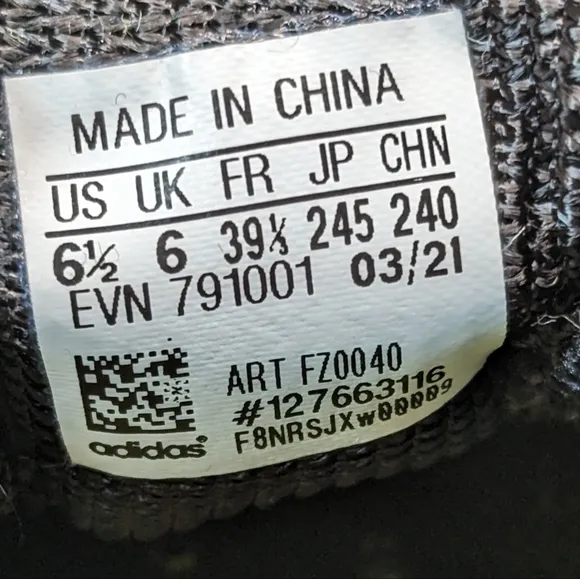 MADE IN CHINA
US UK FR JP CHN
6½ 6 39⅓ 245 240
EVN 791001 03/21
ART FZ0040
#127663116
F8NRSJXw00009
adidas